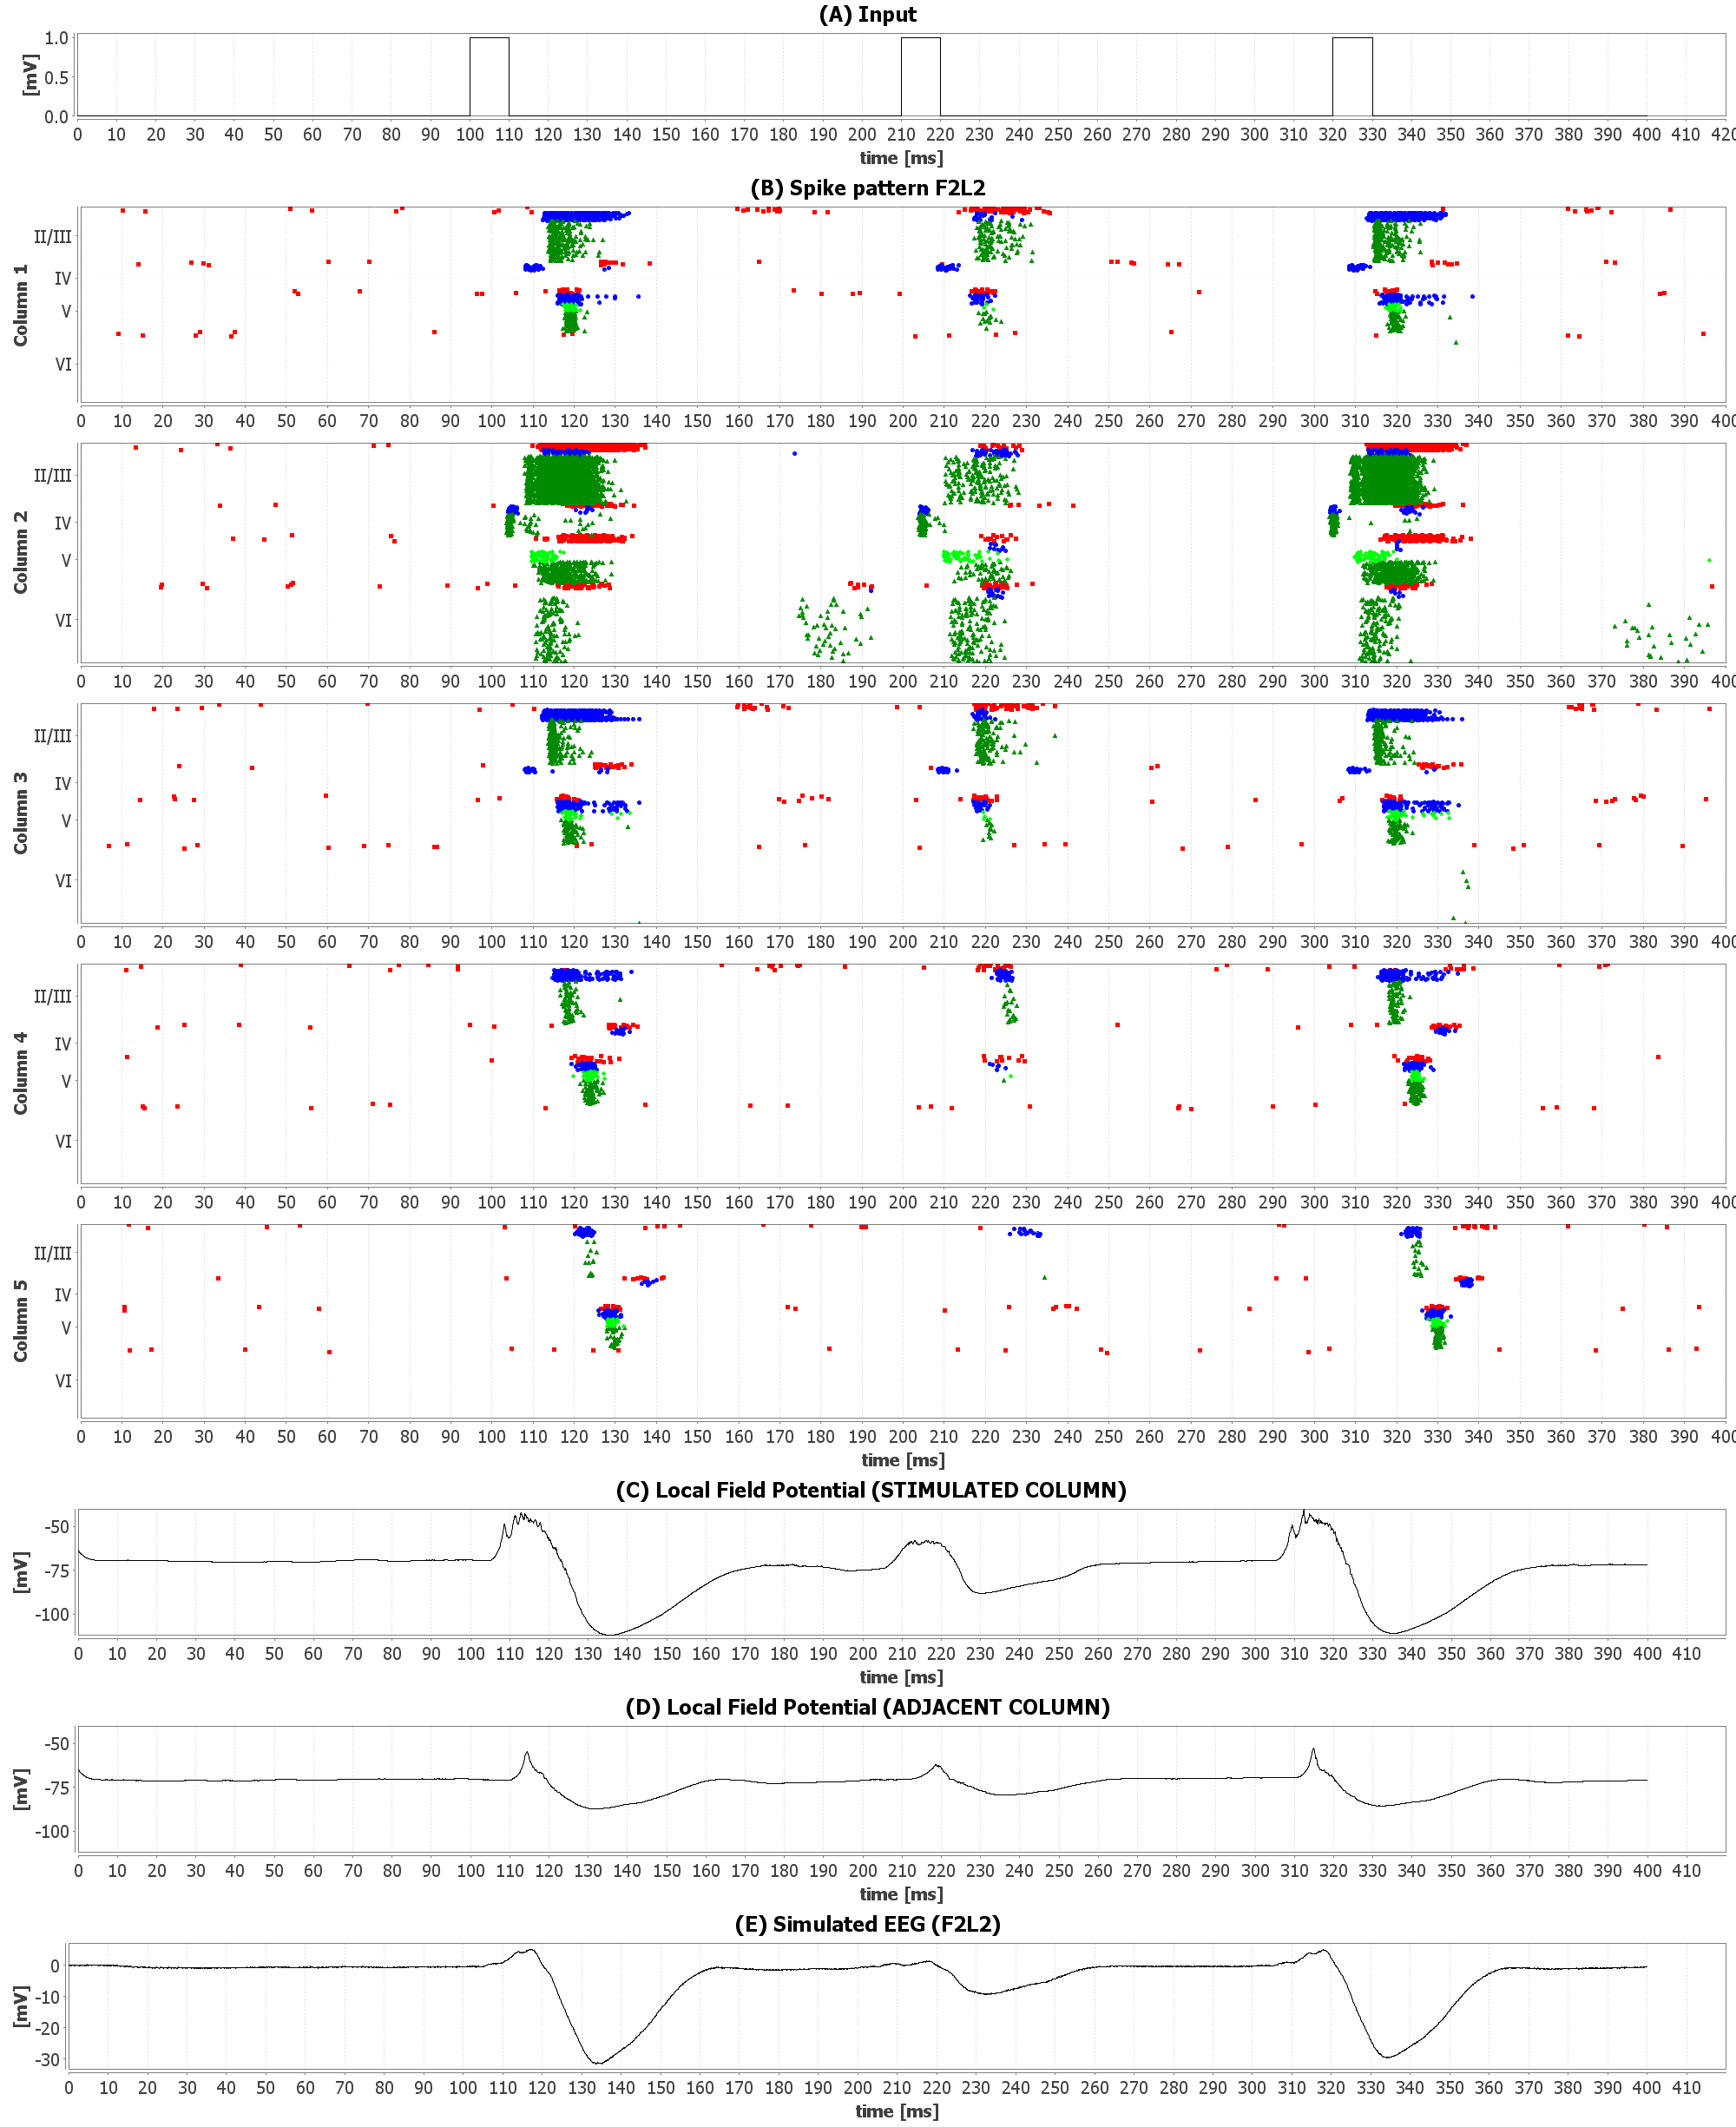 (A) Input
1.0
0.5
0.0
[mV]
0 10 20 30 40 50 60 70 80 90 100 110 120 130 140 150 160 170 180 190 200 210 220 230 240 250 260 270 280 290 300 310 320 330 340 350 360 370 380 390 400 410 420
time [ms]
(B) Spike pattern F2L2
Column 1
II/III
IV
V
VI
0 10 20 30 40 50 60 70 80 90 100 110 120 130 140 150 160 170 180 190 200 210 220 230 240 250 260 270 280 290 300 310 320 330 340 350 360 370 380 390 400
Column 2
II/III
IV
V
VI
0 10 20 30 40 50 60 70 80 90 100 110 120 130 140 150 160 170 180 190 200 210 220 230 240 250 260 270 280 290 300 310 320 330 340 350 360 370 380 390 400
Column 3
II/III
IV
V
VI
0 10 20 30 40 50 60 70 80 90 100 110 120 130 140 150 160 170 180 190 200 210 220 230 240 250 260 270 280 290 300 310 320 330 340 350 360 370 380 390 400
Column 4
II/III
IV
V
VI
0 10 20 30 40 50 60 70 80 90 100 110 120 130 140 150 160 170 180 190 200 210 220 230 240 250 260 270 280 290 300 310 320 330 340 350 360 370 380 390 400
Column 5
II/III
IV
V
VI
0 10 20 30 40 50 60 70 80 90 100 110 120 130 140 150 160 170 180 190 200 210 220 230 240 250 260 270 280 290 300 310 320 330 340 350 360 370 380 390 400
time [ms]
(C) Local Field Potential (STIMULATED COLUMN)
-50
-75
-100
[mV]
0 10 20 30 40 50 60 70 80 90 100 110 120 130 140 150 160 170 180 190 200 210 220 230 240 250 260 270 280 290 300 310 320 330 340 350 360 370 380 390 400 410
time [ms]
(D) Local Field Potential (ADJACENT COLUMN)
-50
-75
-100
[mV]
0 10 20 30 40 50 60 70 80 90 100 110 120 130 140 150 160 170 180 190 200 210 220 230 240 250 260 270 280 290 300 310 320 330 340 350 360 370 380 390 400 410
time [ms]
(E) Simulated EEG (F2L2)
0
-10
-20
-30
[mV]
0 10 20 30 40 50 60 70 80 90 100 110 120 130 140 150 160 170 180 190 200 210 220 230 240 250 260 270 280 290 300 310 320 330 340 350 360 370 380 390 400 410
time [ms]